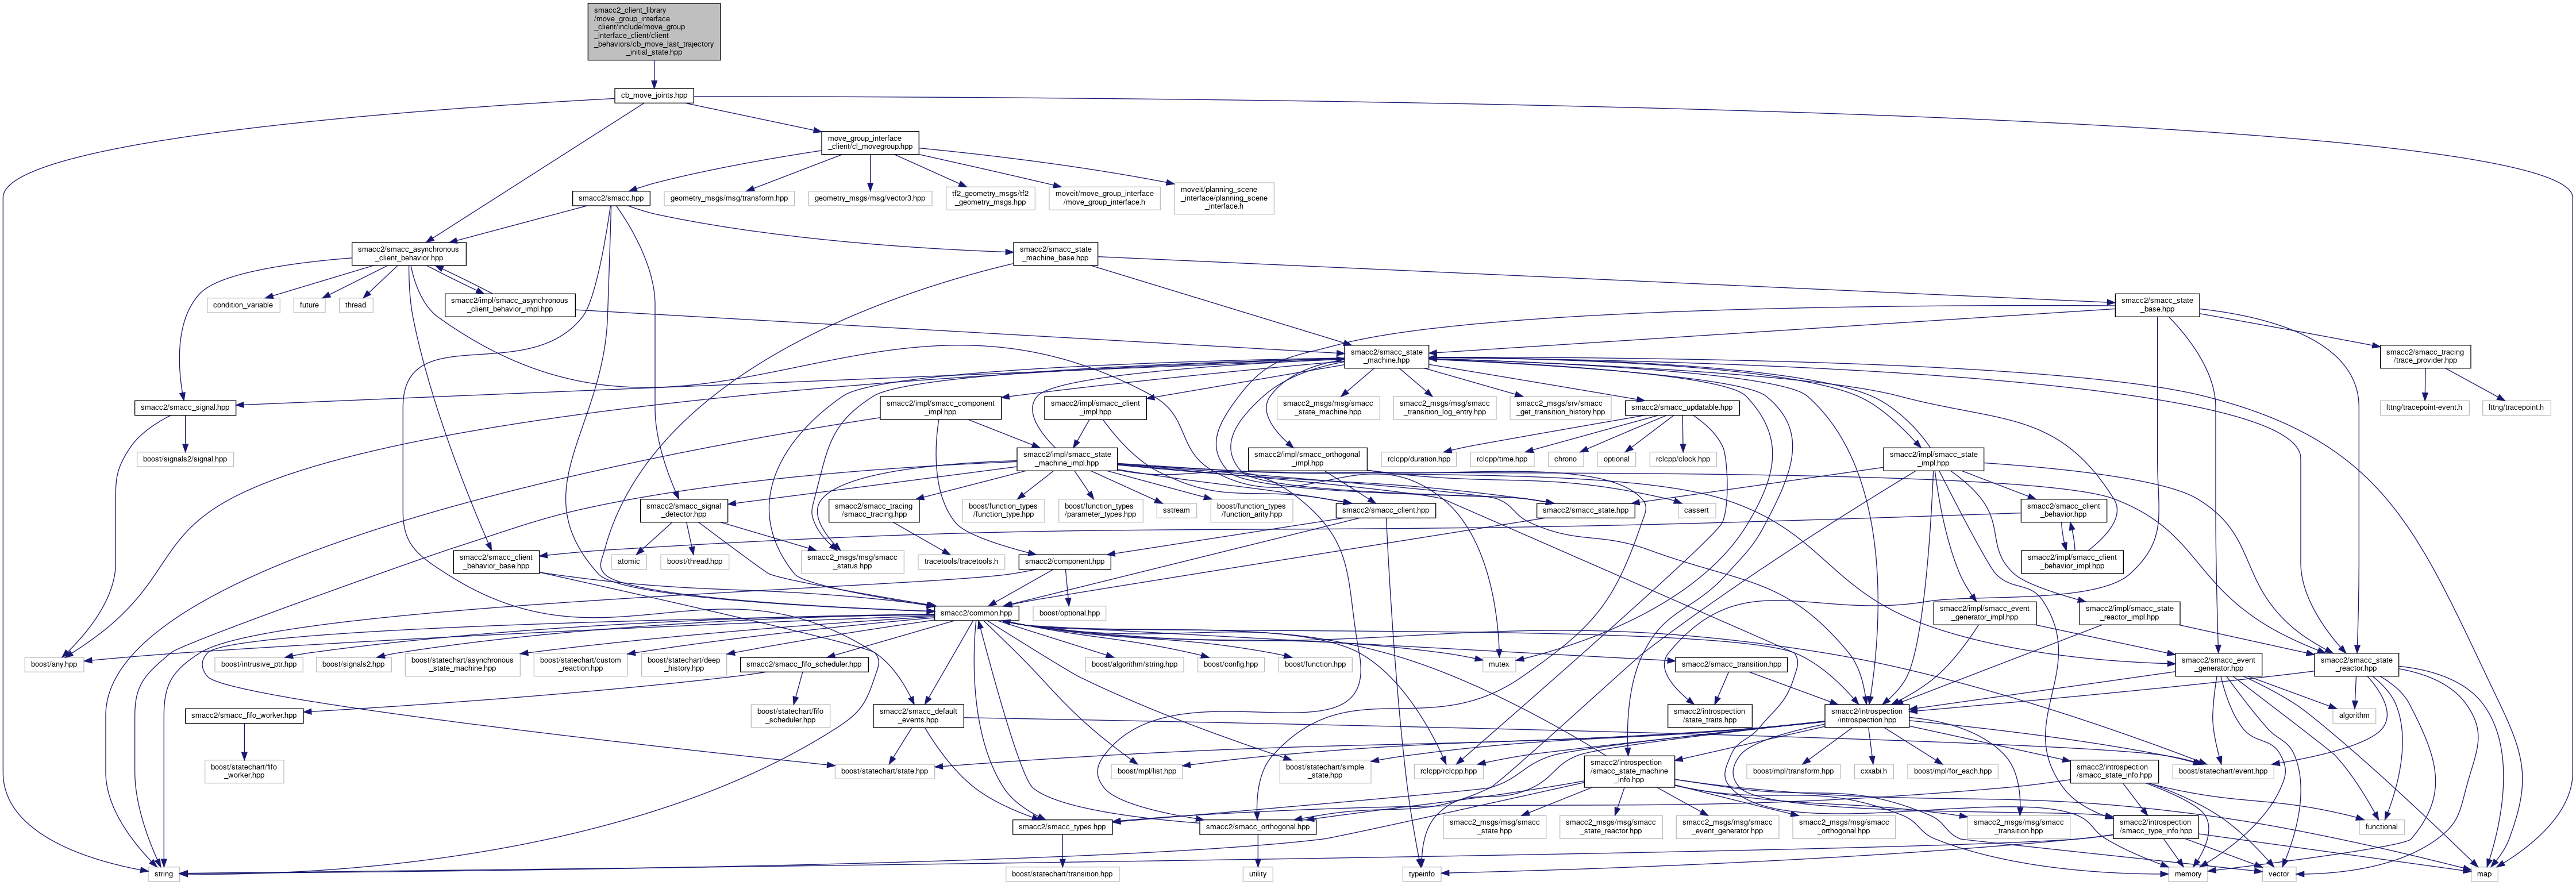 smacc2_client_library
/move_group_interface
_client/include/move_group
_interface_client/client
_behaviors/cb_move_last_trajectory
_initial_state.hpp
cb_move_joints.hpp
move_group_interface
_client/cl_movegroup.hpp
smacc2/smacc.hpp
geometry_msgs/msg/transform.hpp
geometry_msgs/msg/vector3.hpp
tf2_geometry_msgs/tf2
_geometry_msgs.hpp
moveit/move_group_interface
/move_group_interface.h
moveit/planning_scene
_interface/planning_scene
_interface.h
smacc2/smacc_asynchronous
_client_behavior.hpp
smacc2/smacc_state
_machine_base.hpp
condition_variable
future
thread
smacc2/impl/smacc_asynchronous
_client_behavior_impl.hpp
smacc2/smacc_state
_base.hpp
smacc2/smacc_state
_machine.hpp
smacc2/smacc_tracing
/trace_provider.hpp
smacc2/smacc_signal.hpp
smacc2/impl/smacc_component
_impl.hpp
smacc2/impl/smacc_client
_impl.hpp
smacc2_msgs/msg/smacc
_state_machine.hpp
smacc2_msgs/msg/smacc
_transition_log_entry.hpp
smacc2_msgs/srv/smacc
_get_transition_history.hpp
smacc2/smacc_updatable.hpp
lttng/tracepoint-event.h
lttng/tracepoint.h
boost/signals2/signal.hpp
smacc2/impl/smacc_state
_machine_impl.hpp
smacc2/impl/smacc_orthogonal
_impl.hpp
rclcpp/duration.hpp
rclcpp/time.hpp
chrono
optional
rclcpp/clock.hpp
smacc2/impl/smacc_state
_impl.hpp
smacc2/smacc_signal
_detector.hpp
smacc2/smacc_tracing
/smacc_tracing.hpp
boost/function_types
/function_type.hpp
boost/function_types
/parameter_types.hpp
sstream
boost/function_types
/function_arity.hpp
smacc2/smacc_client.hpp
smacc2/smacc_state.hpp
cassert
smacc2/smacc_client
_behavior.hpp
smacc2/smacc_client
_behavior_base.hpp
atomic
boost/thread.hpp
smacc2_msgs/msg/smacc
_status.hpp
tracetools/tracetools.h
smacc2/component.hpp
smacc2/impl/smacc_client
_behavior_impl.hpp
smacc2/common.hpp
boost/optional.hpp
smacc2/impl/smacc_event
_generator_impl.hpp
smacc2/impl/smacc_state
_reactor_impl.hpp
boost/any.hpp
boost/intrusive_ptr.hpp
boost/signals2.hpp
boost/statechart/asynchronous
_state_machine.hpp
boost/statechart/custom
_reaction.hpp
boost/statechart/deep
_history.hpp
smacc2/smacc_fifo_scheduler.hpp
boost/algorithm/string.hpp
boost/config.hpp
boost/function.hpp
mutex
smacc2/smacc_transition.hpp
smacc2/smacc_event
_generator.hpp
smacc2/smacc_state
_reactor.hpp
smacc2/smacc_fifo_worker.hpp
boost/statechart/fifo
_scheduler.hpp
smacc2/smacc_default
_events.hpp
smacc2/introspection
/state_traits.hpp
smacc2/introspection
/introspection.hpp
algorithm
boost/statechart/fifo
_worker.hpp
boost/statechart/state.hpp
boost/mpl/list.hpp
boost/statechart/simple
_state.hpp
rclcpp/rclcpp.hpp
smacc2/introspection
/smacc_state_machine
_info.hpp
boost/mpl/transform.hpp
cxxabi.h
boost/mpl/for_each.hpp
smacc2/introspection
/smacc_state_info.hpp
boost/statechart/event.hpp
smacc2/smacc_types.hpp
smacc2/smacc_orthogonal.hpp
smacc2_msgs/msg/smacc
_state.hpp
smacc2_msgs/msg/smacc
_state_reactor.hpp
smacc2_msgs/msg/smacc
_event_generator.hpp
smacc2_msgs/msg/smacc
_orthogonal.hpp
smacc2_msgs/msg/smacc
_transition.hpp
smacc2/introspection
/smacc_type_info.hpp
functional
string
boost/statechart/transition.hpp
utility
typeinfo
memory
vector
map